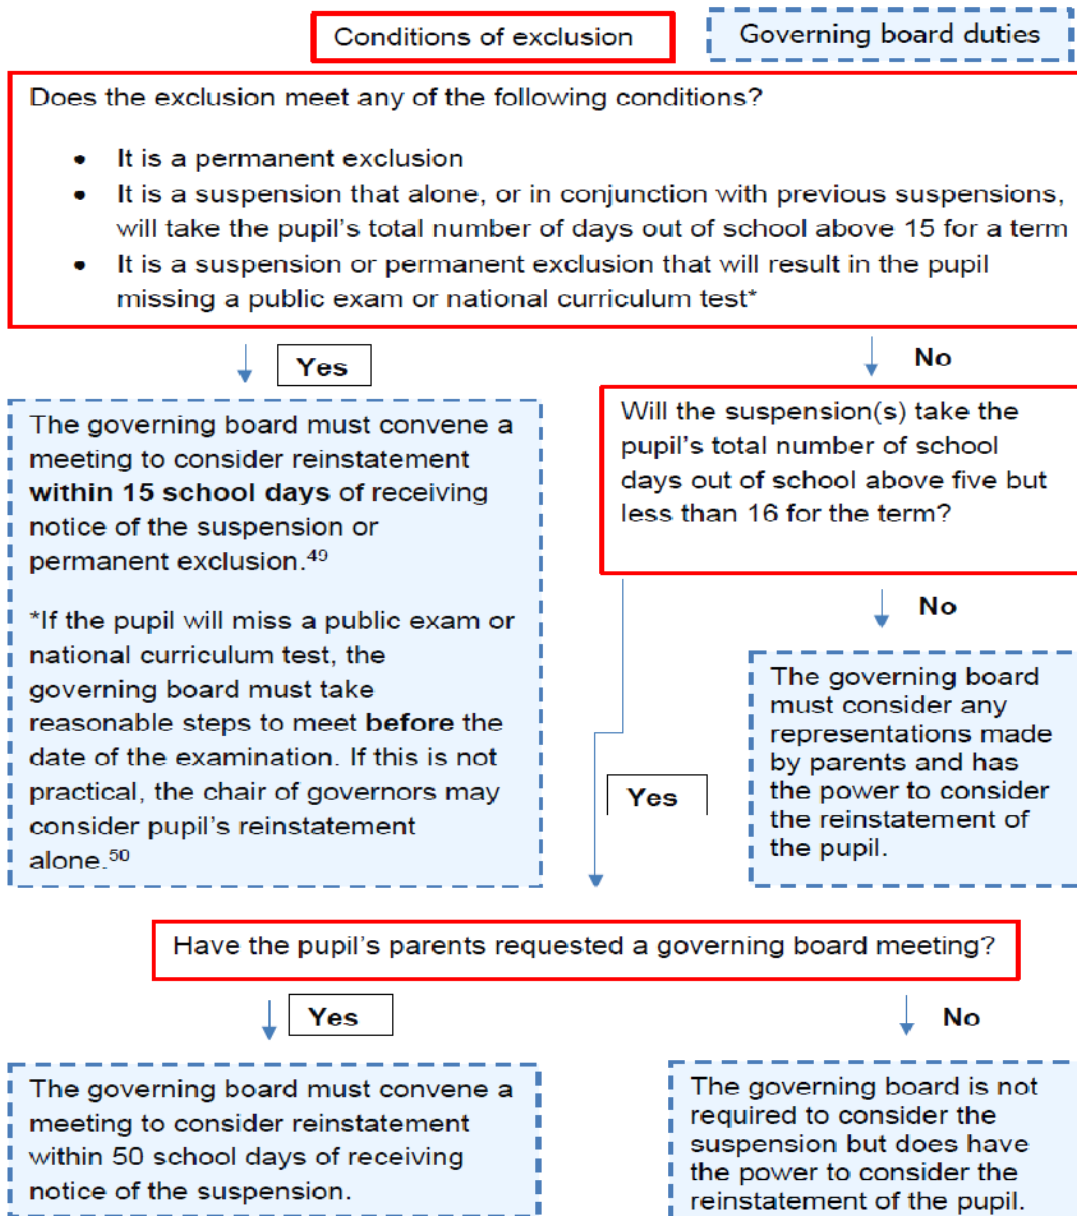 Conditions of exclusion
Governing board duties
Does the exclusion meet any of the following conditions?
• It is a permanent exclusion
• It is a suspension that alone, or in conjunction with previous suspensions,
will take the pupil's total number of days out of school above 15 for a term
• It is a suspension or permanent exclusion that will result in the pupil
missing a public exam or national curriculum test*
Yes
No
The governing board must convene a
meeting to consider reinstatement
within 15 school days of receiving
notice of the suspension or
permanent exclusion.49
*If the pupil will miss a public exam or
national curriculum test, the
governing board must take
reasonable steps to meet before the
date of the examination. If this is not
practical, the chair of governors may
consider pupil's reinstatement
alone.50
Will the suspension(s) take the
pupil's total number of school
days out of school above five but
less than 16 for the term?
No
Yes
The governing board
must consider any
representations made
by parents and has
the power to consider
the reinstatement of
the pupil.
Have the pupil's parents requested a governing board meeting?
Yes
No
The governing board must convene a
meeting to consider reinstatement
within 50 school days of receiving
notice of the suspension.
The governing board is not
required to consider the
suspension but does have
the power to consider the
reinstatement of the pupil.